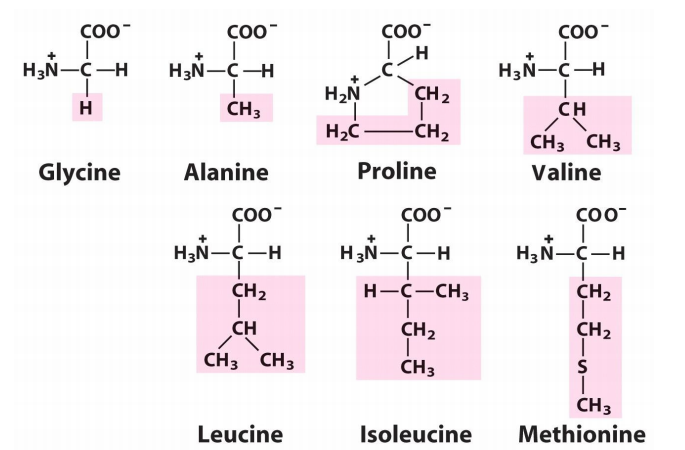 COO⁻ COO⁻ COO⁻ COO⁻
H₃N⁺—C—H H₃N⁺—C—H C H H₃N⁺—C—H
H₂N⁺ CH₂
H CH₃ CH
H₂C CH₂ CH₃ CH₃
Glycine Alanine Proline Valine
COO⁻ COO⁻ COO⁻
H₃N⁺—C—H H₃N⁺—C—H H₃N⁺—C—H
CH₂ H—C—CH₃ CH₂
CH CH₂ CH₂
CH₃ CH₃ CH₃ S
CH₃
Leucine Isoleucine Methionine